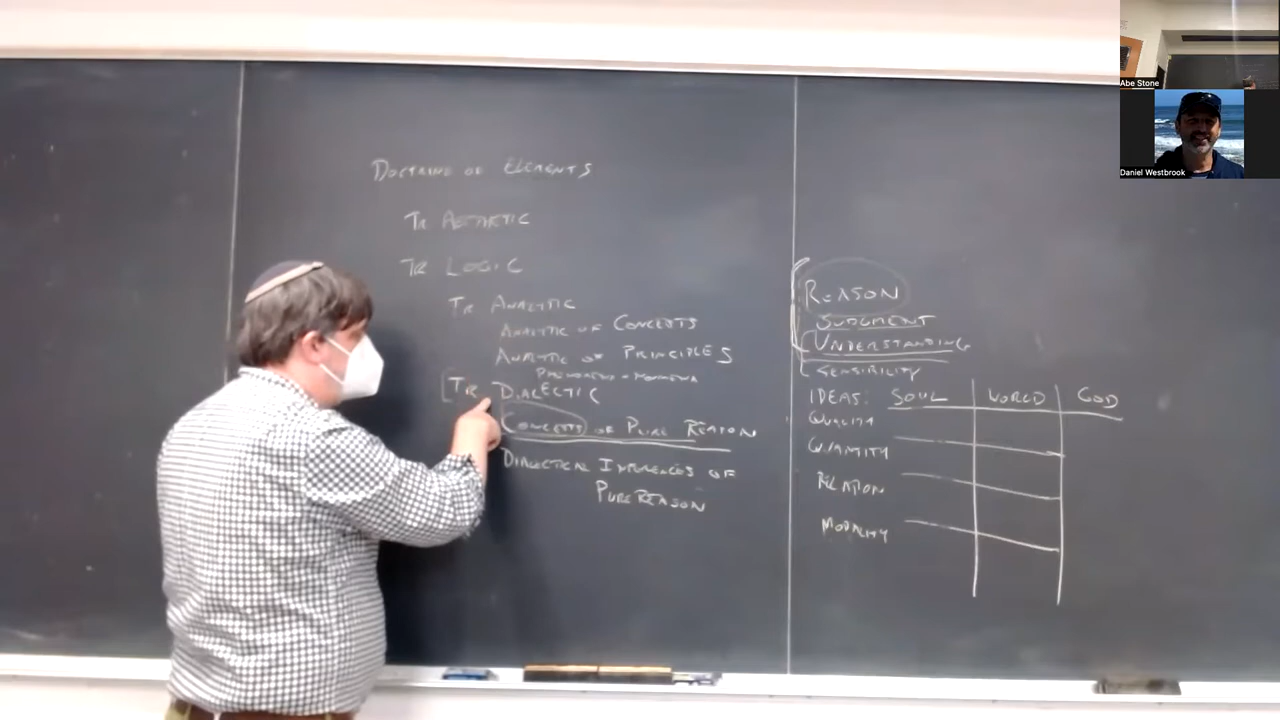 DOCTRINE OF ELEMENTS
TR AESTHETIC
TR LOGIC
TR ANALYTIC
ANALYTIC OF CONCEPTS
ANALYTIC OF PRINCIPLES
PHENOMENA + NOUMENA
TR DIALECTIC
CONCEPTS OF PURE REASON
DIALECTICAL INFERENCES OF
PURE REASON
REASON
JUDGMENT
UNDERSTANDING
SENSIBILITY
IDEAS: SOUL WORLD GOD
QUALITY
QUANTITY
RELATION
MODALITY
Abe Stone
Daniel Westbrook